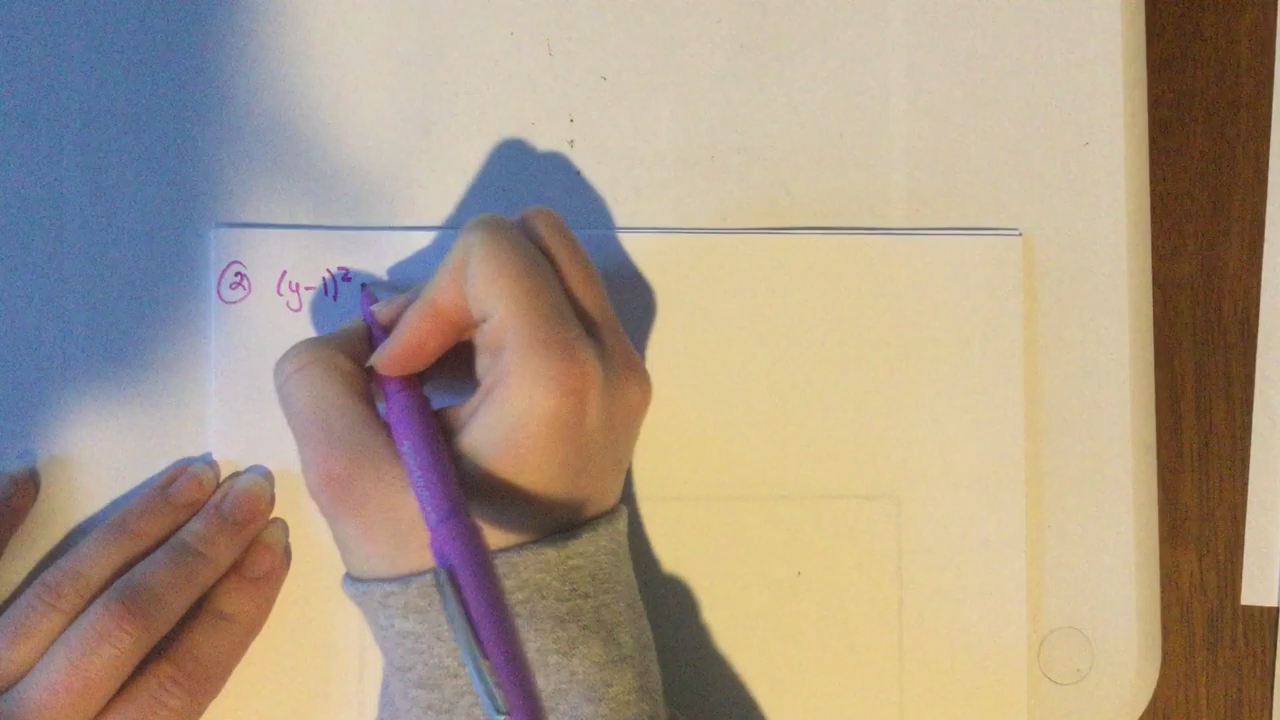 ② (y-1)²